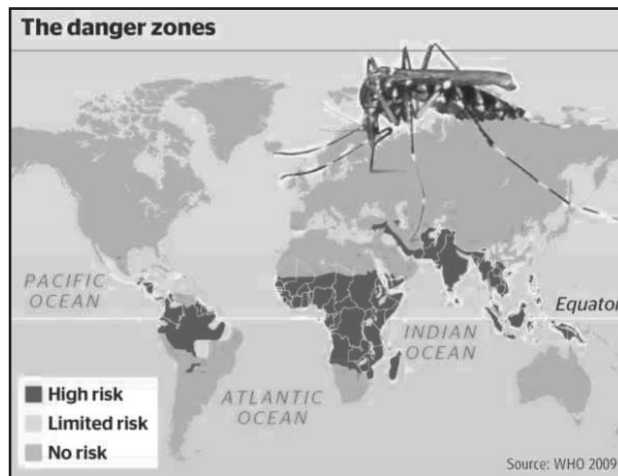 The danger zones
PACIFIC
OCEAN
Equator
INDIAN
OCEAN
ATLANTIC
OCEAN
High risk
Limited risk
No risk
Source: WHO 2009